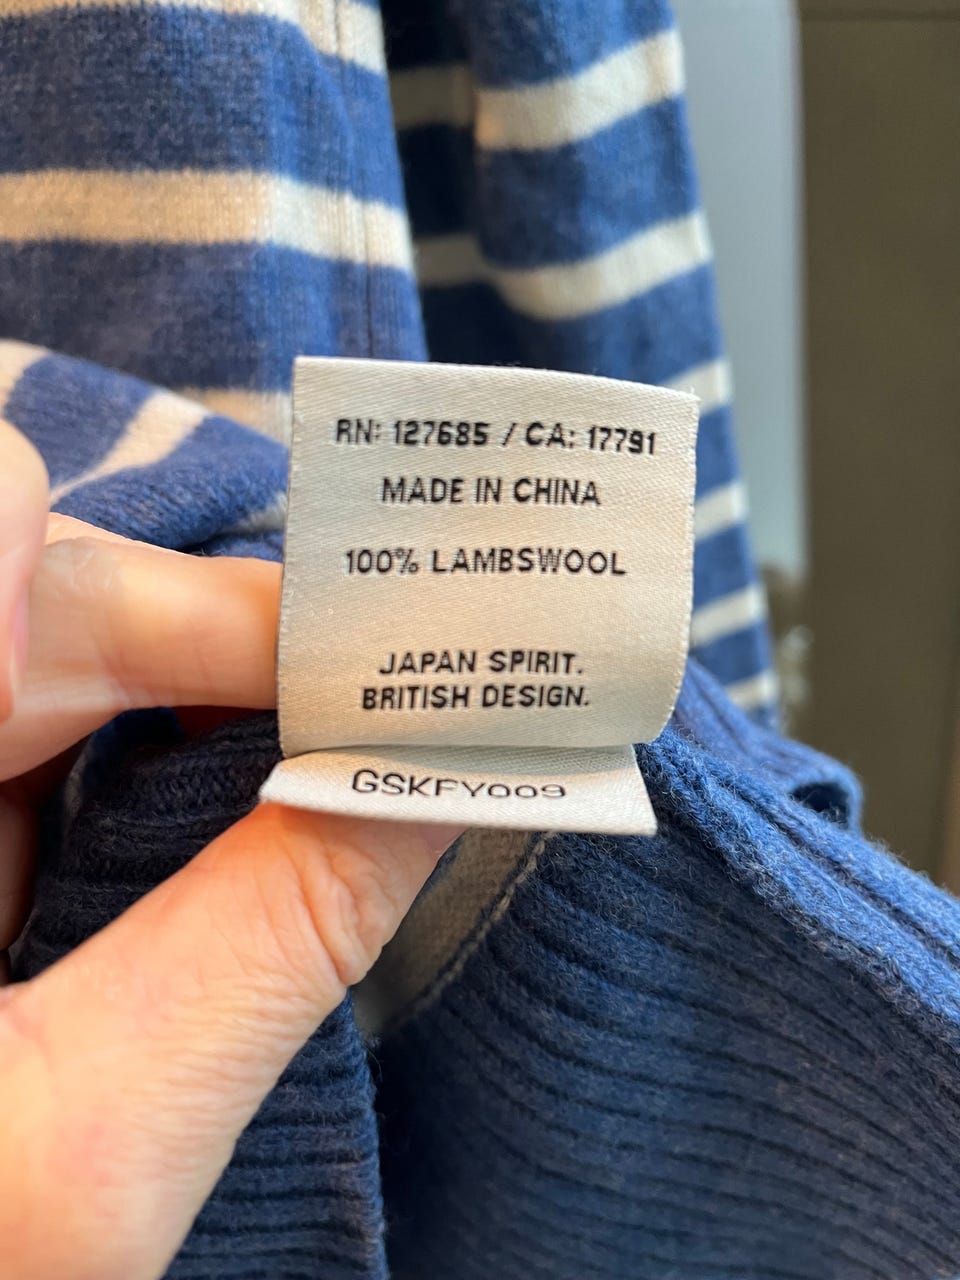 RN: 127685 / CA: 17791
MADE IN CHINA
100% LAMBSWOOL
JAPAN SPIRIT.
BRITISH DESIGN.
GSKFY009